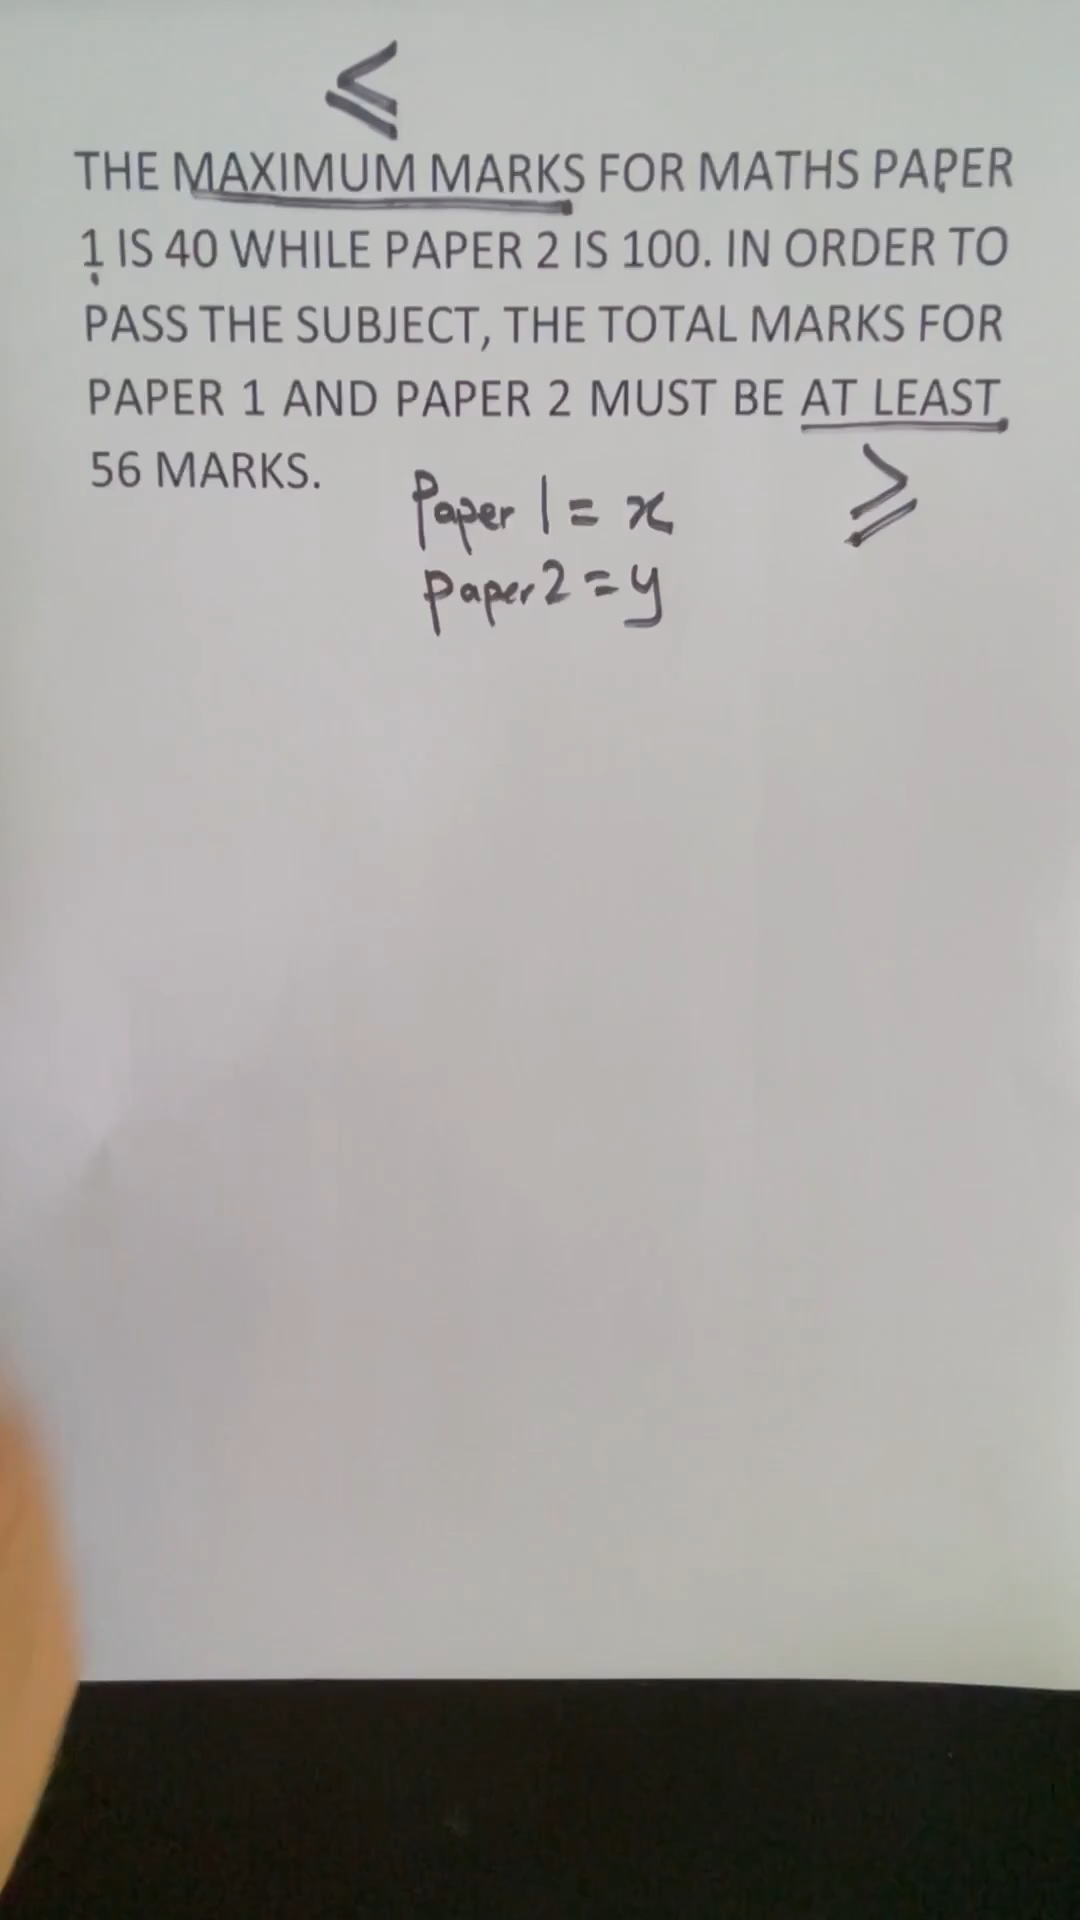 ≤
THE MAXIMUM MARKS FOR MATHS PAPER
1 IS 40 WHILE PAPER 2 IS 100. IN ORDER TO
PASS THE SUBJECT, THE TOTAL MARKS FOR
PAPER 1 AND PAPER 2 MUST BE AT LEAST
56 MARKS.
≥
Paper 1 = x
Paper 2 = y